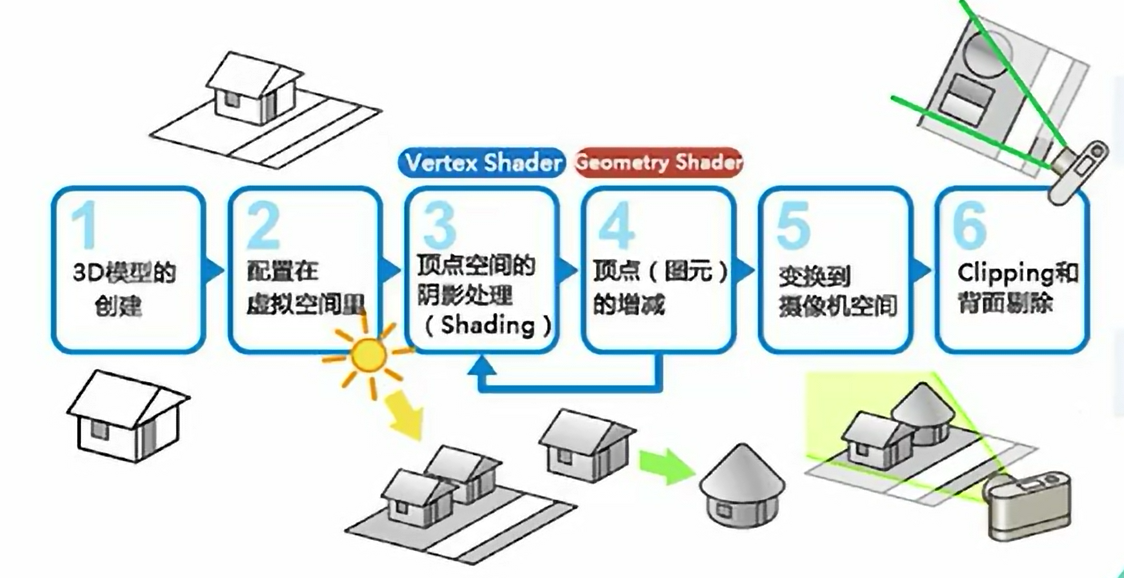 Vertex Shader
Geometry Shader
1
3D模型的
创建
2
配置在
虚拟空间里
3
顶点空间的
阴影处理
（Shading）
4
顶点（图元）
的增减
5
变换到
摄像机空间
6
Clipping和
背面剔除